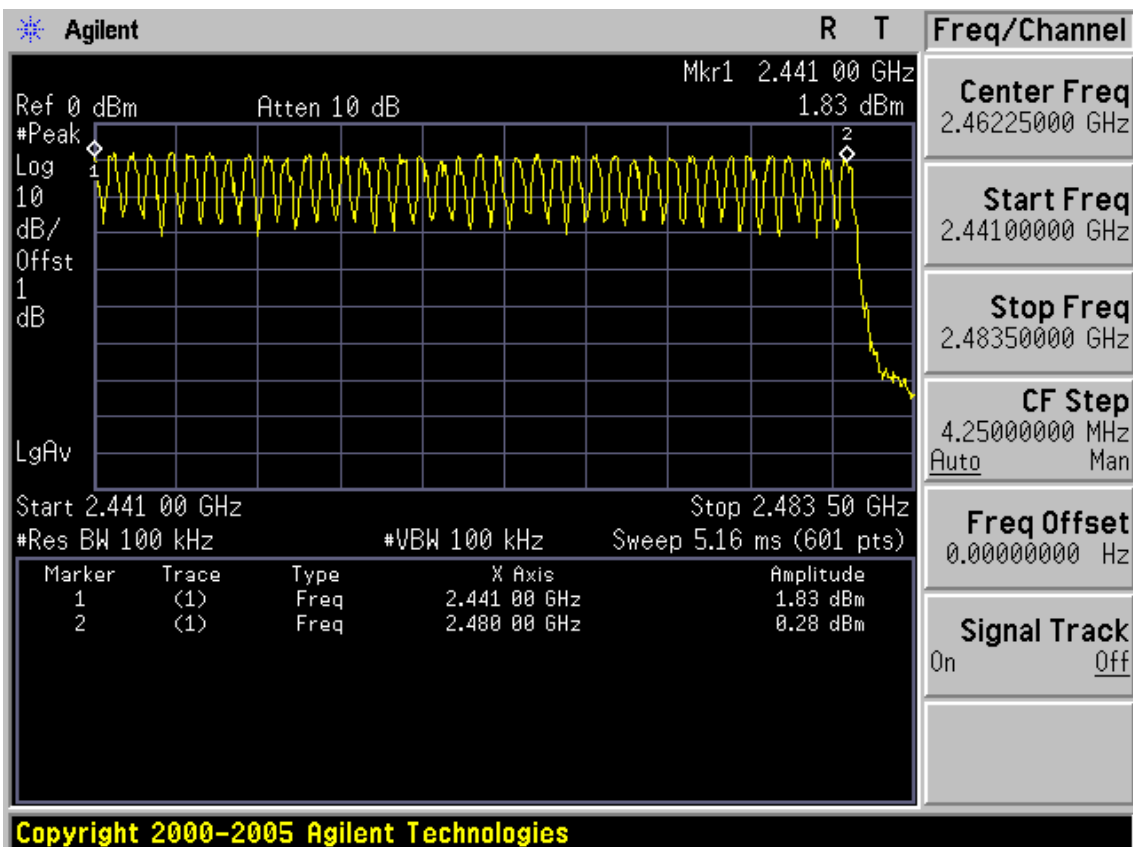 Agilent R T Freq/Channel
Mkr1 2.441 00 GHz
Ref 0 dBm Atten 10 dB 1.83 dBm
#Peak
Log
10
dB/
Offst
1
dB
LgAv
1
2
Start 2.441 00 GHz Stop 2.483 50 GHz
#Res BW 100 kHz #VBW 100 kHz Sweep 5.16 ms (601 pts)
Marker Trace Type X Axis Amplitude
1 (1) Freq 2.441 00 GHz 1.83 dBm
2 (1) Freq 2.480 00 GHz 0.28 dBm
Center Freq
2.46225000 GHz
Start Freq
2.44100000 GHz
Stop Freq
2.48350000 GHz
CF Step
4.25000000 MHz
Auto Man
Freq Offset
0.00000000 Hz
Signal Track
On Off
Copyright 2000-2005 Agilent Technologies